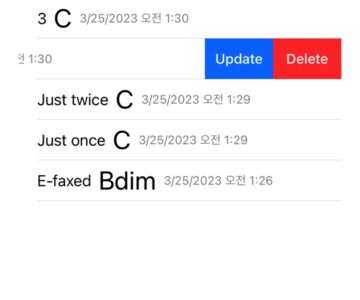 3 C 3/25/2023 오전 1:30
1:30 Update Delete
Just twice C 3/25/2023 오전 1:29
Just once C 3/25/2023 오전 1:29
E-faxed Bdim 3/25/2023 오전 1:26